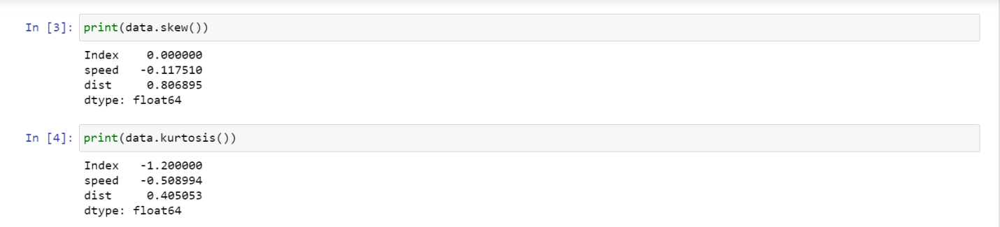 In [3]: print(data.skew())
Index 0.000000
speed -0.117510
dist 0.806895
dtype: float64
In [4]: print(data.kurtosis())
Index -1.200000
speed -0.508994
dist 0.405053
dtype: float64